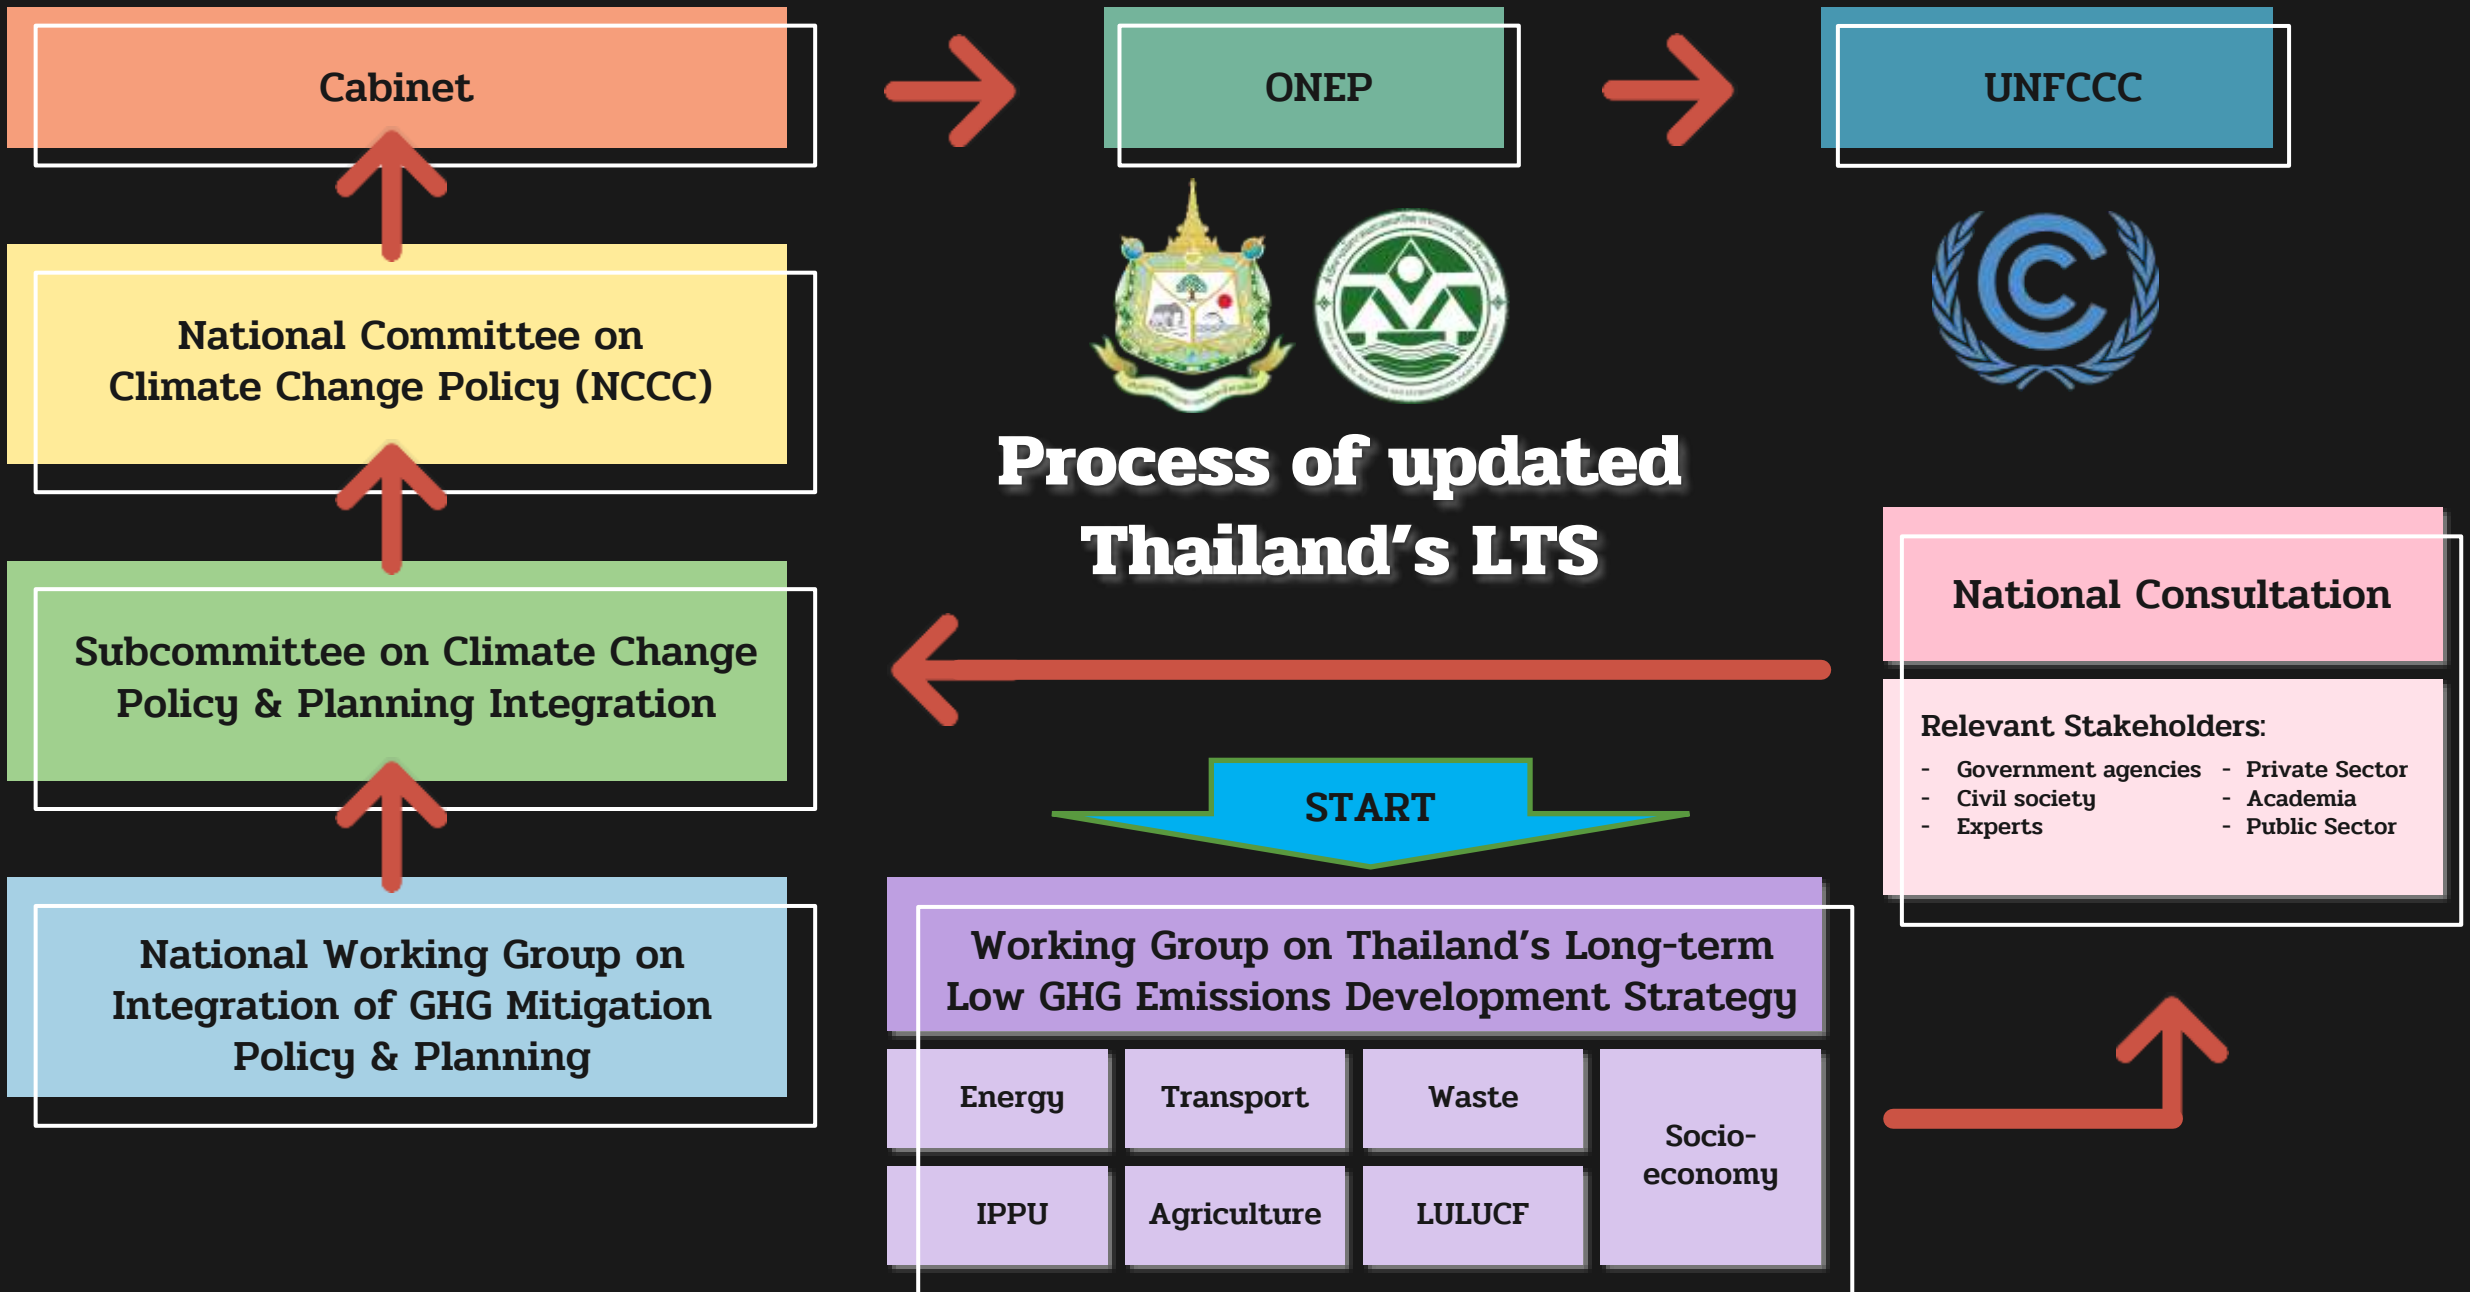 Cabinet
ONEP
UNFCCC
National Committee on
Climate Change Policy (NCCC)
Process of updated
Thailand’s LTS
National Consultation
Relevant Stakeholders:
- Government agencies
- Civil society
- Experts
- Private Sector
- Academia
- Public Sector
Subcommittee on Climate Change
Policy & Planning Integration
START
National Working Group on
Integration of GHG Mitigation
Policy & Planning
Working Group on Thailand’s Long-term
Low GHG Emissions Development Strategy
Energy
Transport
Waste
Socio-
economy
IPPU
Agriculture
LULUCF